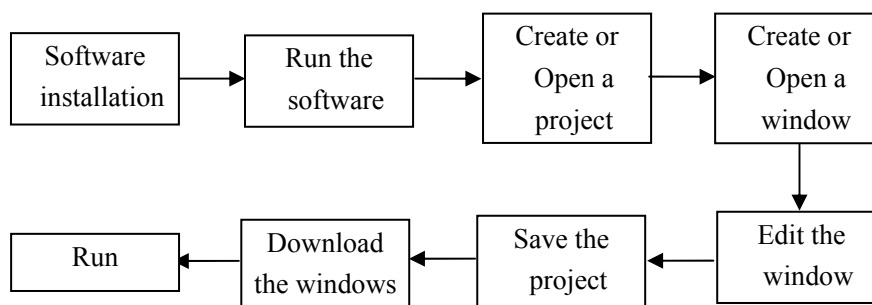 Software
installation
Run the
software
Create or
Open a
project
Create or
Open a
window
Edit the
window
Save the
project
Download
the windows
Run